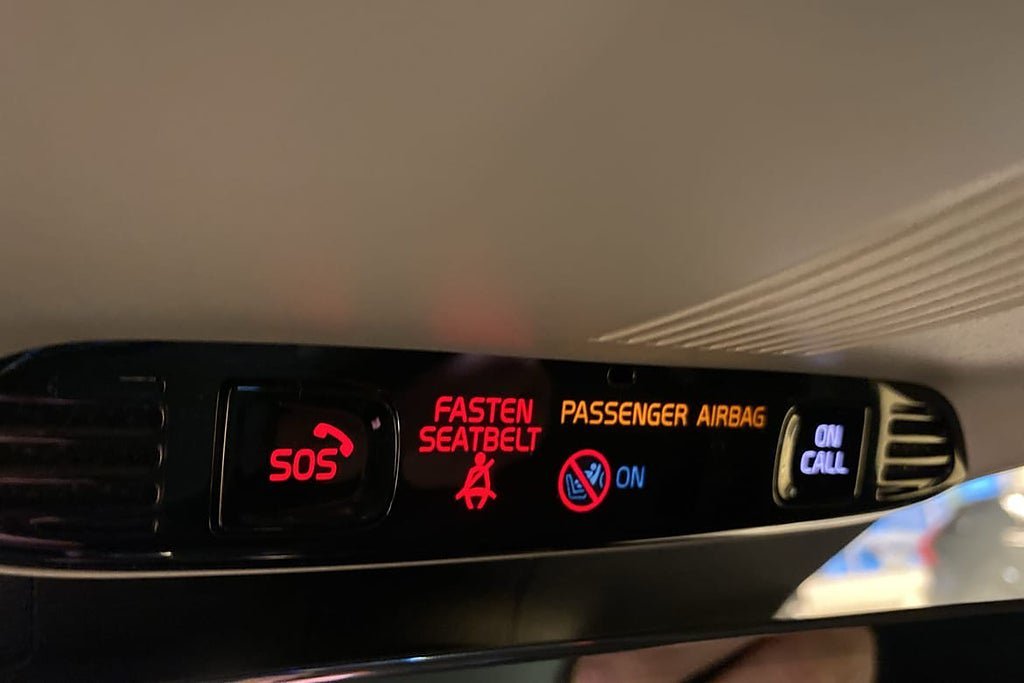 SOS
FASTEN
SEATBELT
PASSENGER AIRBAG
ON
ON
CALL